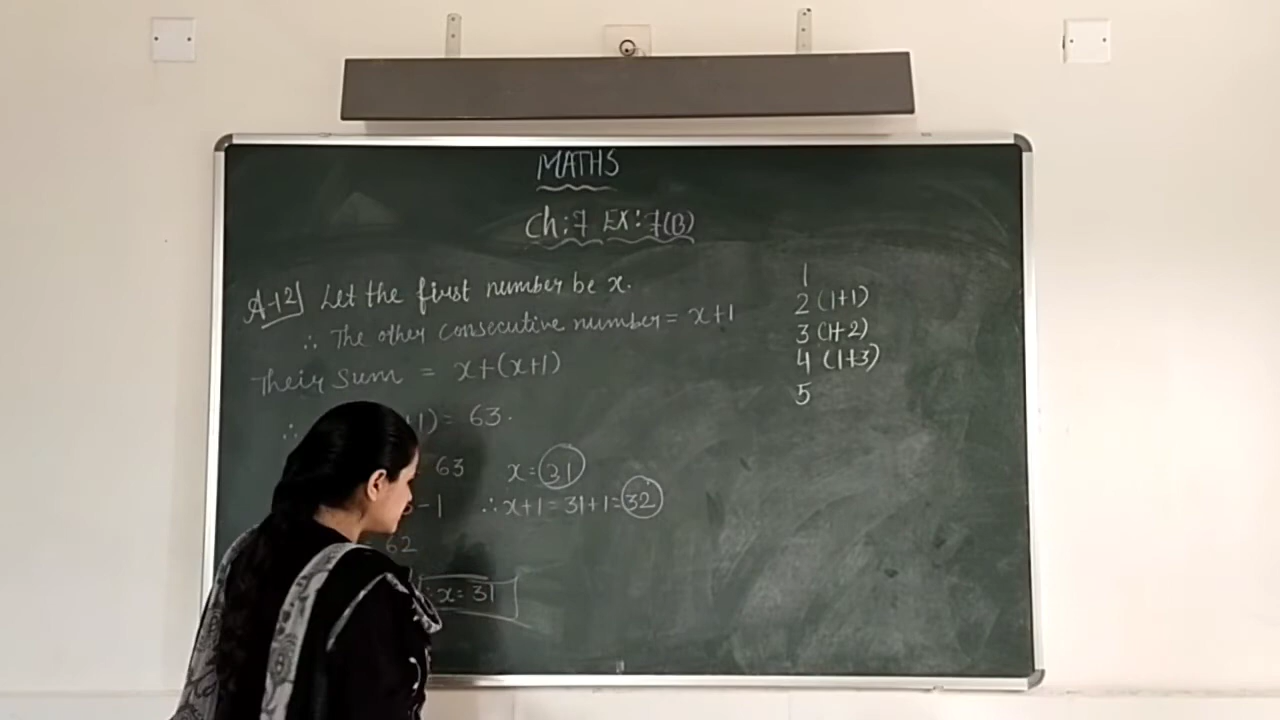 MATHS
Ch:7 EX:7(B)
A-12] Let the first number be x.
∴ The other consecutive number = x+1
Their sum = x+(x+1)
∴ +1) = 63.
= 63
x = 31
-1
∴ x+1 = 31+1 = 32
= 62
∴ x = 31
1
2 (1+1)
3 (1+2)
4 (1+3)
5